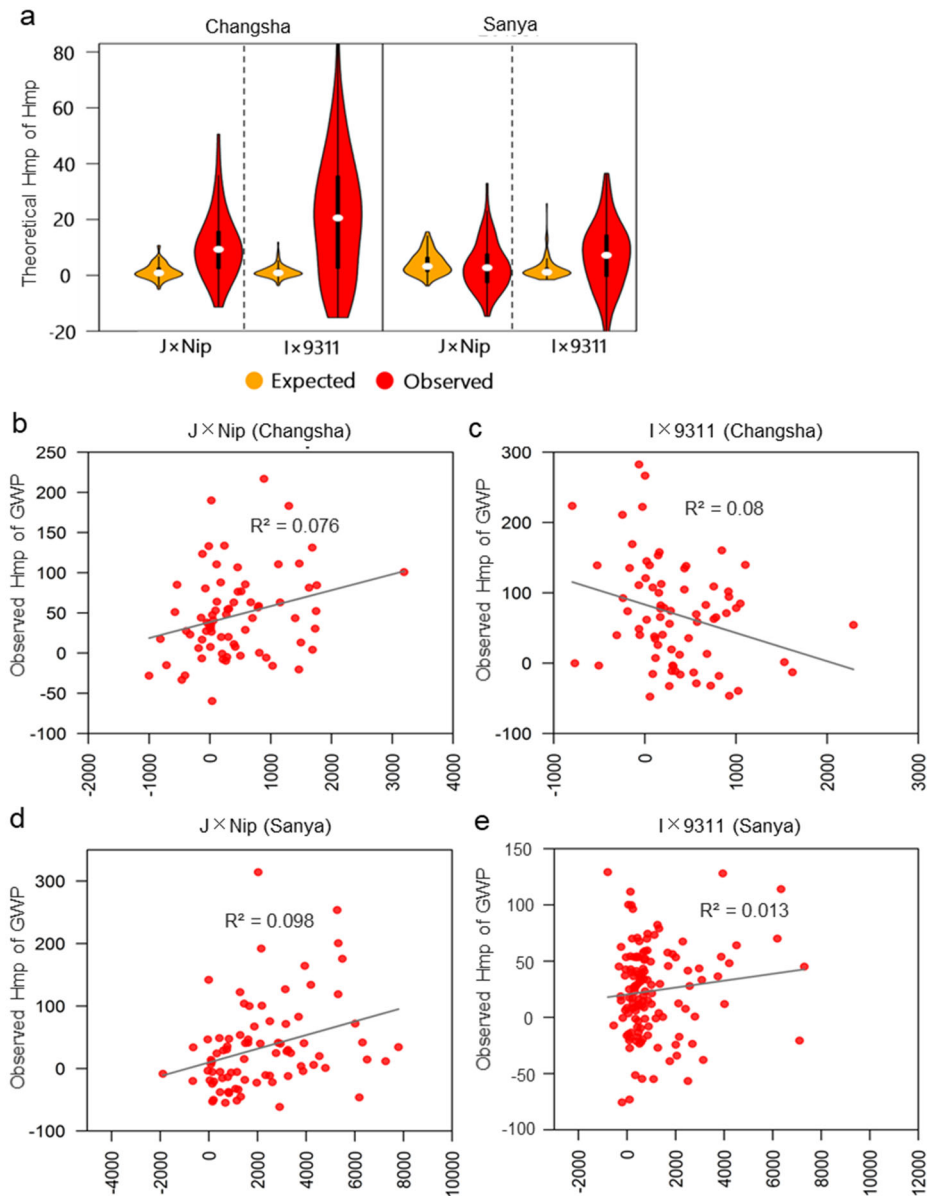 a
Changsha
Sanya
Theoretical Hmp of Hmp
80
60
40
20
0
-20
J×Nip
I×9311
J×Nip
I×9311
Expected
Observed
b
J×Nip (Changsha)
Observed Hmp of GWP
250
200
150
100
50
0
-50
-100
R² = 0.076
-2000
-1000
0
1000
2000
3000
4000
c
I×9311 (Changsha)
Observed Hmp of GWP
300
200
100
0
-100
R² = 0.08
-1000
0
1000
2000
3000
d
J×Nip (Sanya)
Observed Hmp of GWP
300
200
100
0
-100
R² = 0.098
-4000
-2000
0
2000
4000
6000
8000
10000
e
I×9311 (Sanya)
Observed Hmp of GWP
150
100
50
0
-50
-100
R² = 0.013
-2000
0
2000
4000
6000
8000
10000
12000